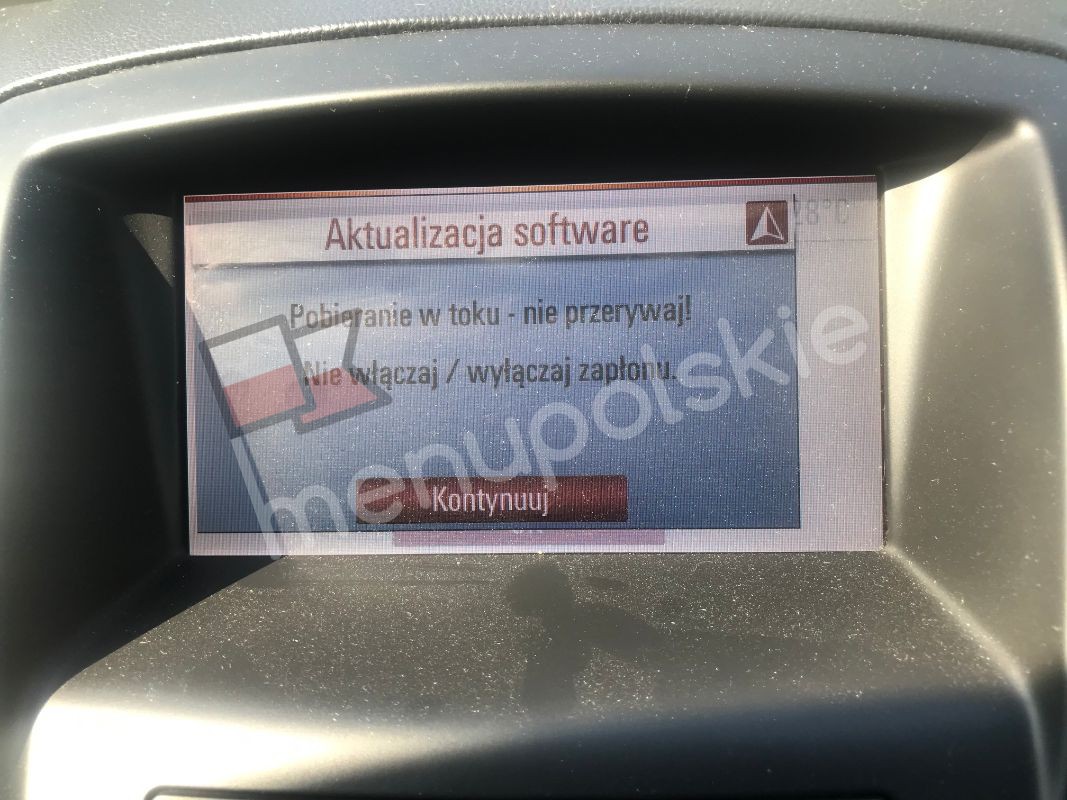 Aktualizacja software
28°C
Pobieranie w toku - nie przerywaj!
Nie włączaj / wyłączaj zapłonu.
menupolskie
Kontynuuj